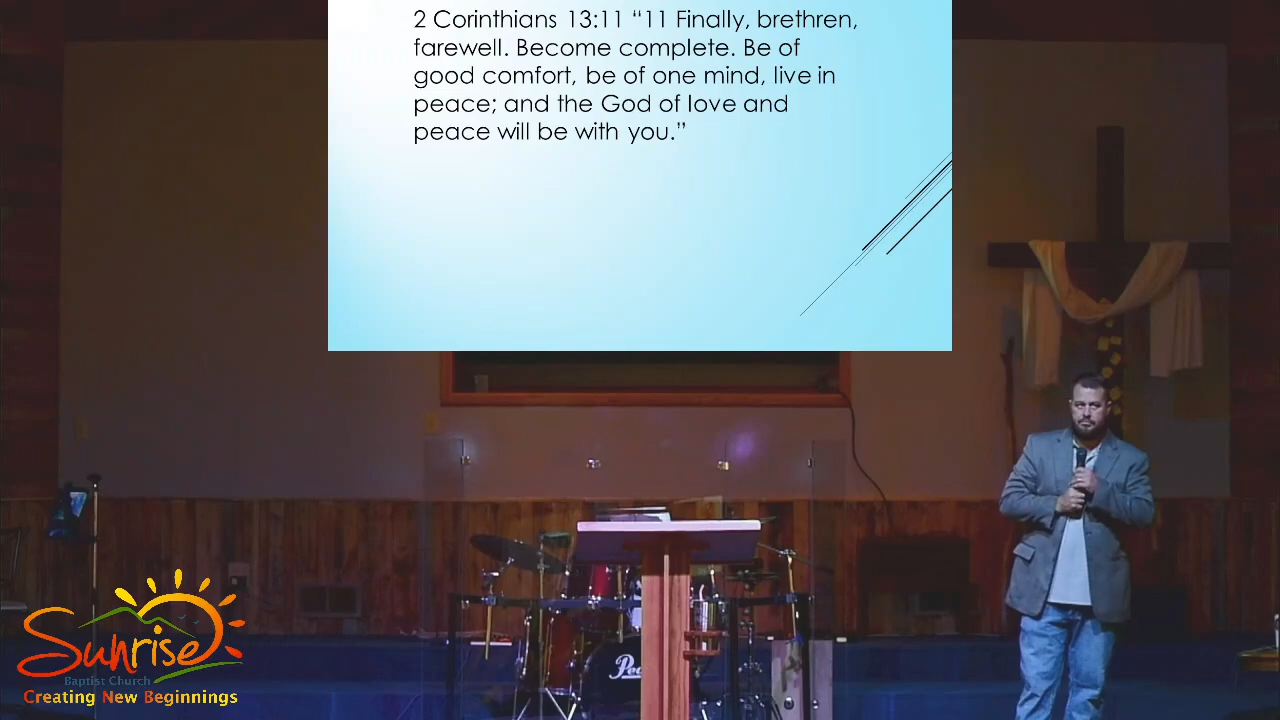 2 Corinthians 13:11 “11 Finally, brethren,
farewell. Become complete. Be of
good comfort, be of one mind, live in
peace; and the God of love and
peace will be with you.”
Sunrise
Baptist Church
Creating New Beginnings